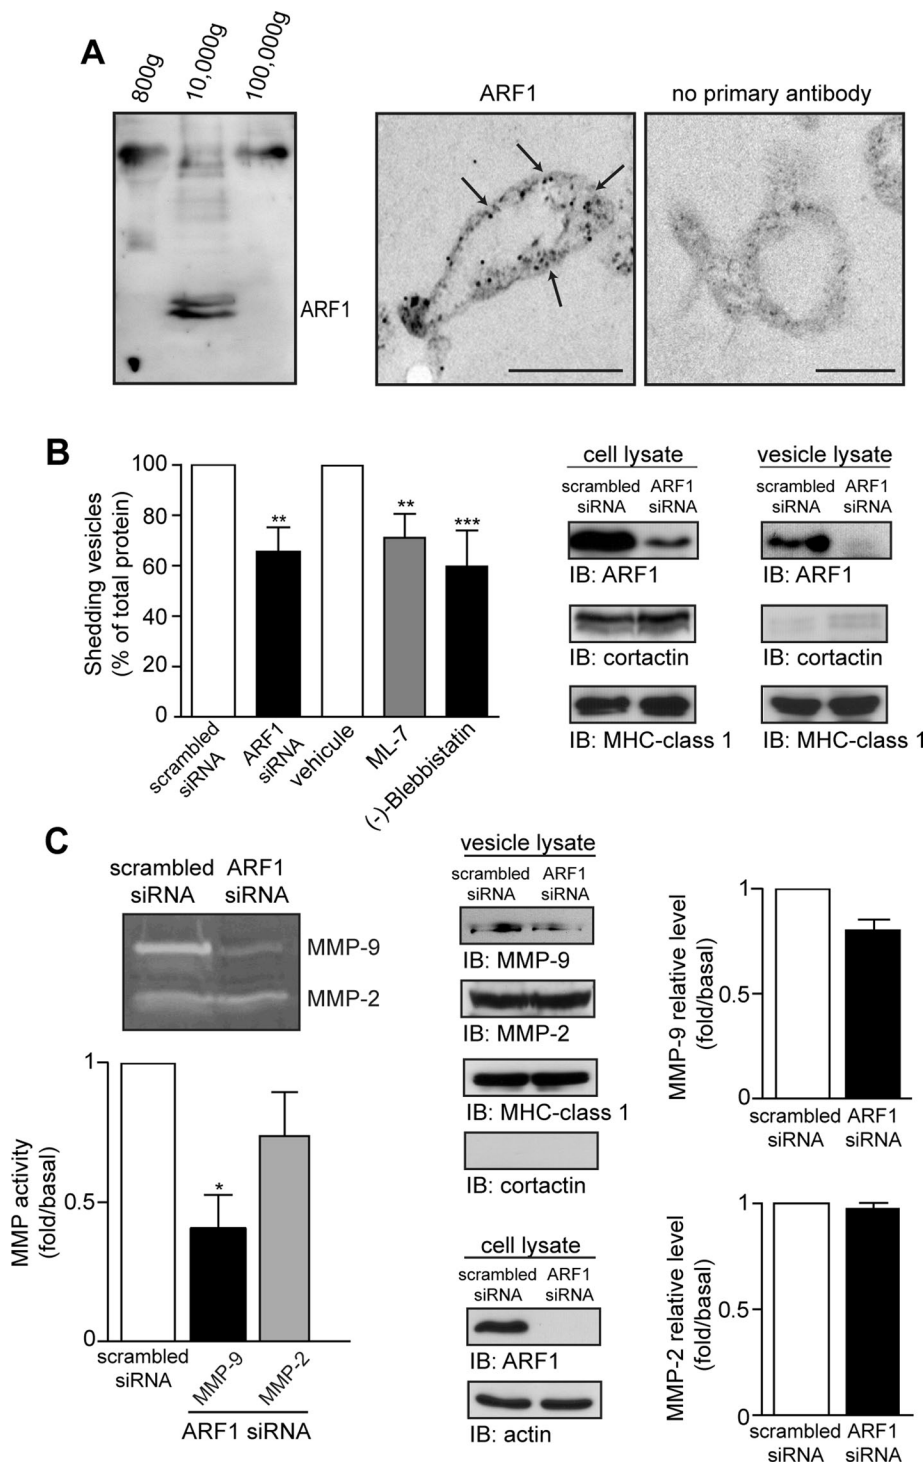 A
800g
10,000g
100,000g
ARF1
ARF1
no primary antibody
B
Shedding vesicles
(% of total protein)
100
80
60
40
20
0
**
**
***
scrambled
siRNA
ARF1
siRNA
vehicule
ML-7
(-)-Blebbistatin
cell lysate
scrambled
siRNA
ARF1
siRNA
IB: ARF1
IB: cortactin
IB: MHC-class 1
vesicle lysate
scrambled
siRNA
ARF1
siRNA
IB: ARF1
IB: cortactin
IB: MHC-class 1
C
scrambled
siRNA
ARF1
siRNA
MMP-9
MMP-2
MMP activity
(fold/basal)
1
0.5
0
*
scrambled
siRNA
MMP-9
MMP-2
ARF1 siRNA
vesicle lysate
scrambled
siRNA
ARF1
siRNA
IB: MMP-9
IB: MMP-2
IB: MHC-class 1
IB: cortactin
cell lysate
scrambled
siRNA
ARF1
siRNA
IB: ARF1
IB: actin
MMP-9 relative level
(fold/basal)
1
0.5
0
scrambled
siRNA
ARF1
siRNA
MMP-2 relative level
(fold/basal)
1
0.5
0
scrambled
siRNA
ARF1
siRNA